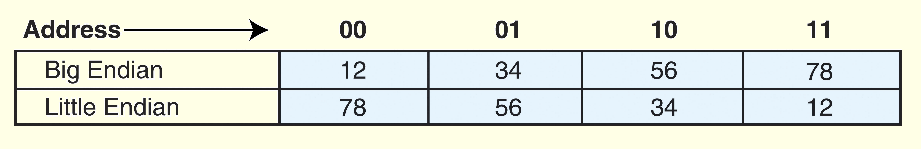 Address 00 01 10 11
Big Endian 12 34 56 78
Little Endian 78 56 34 12